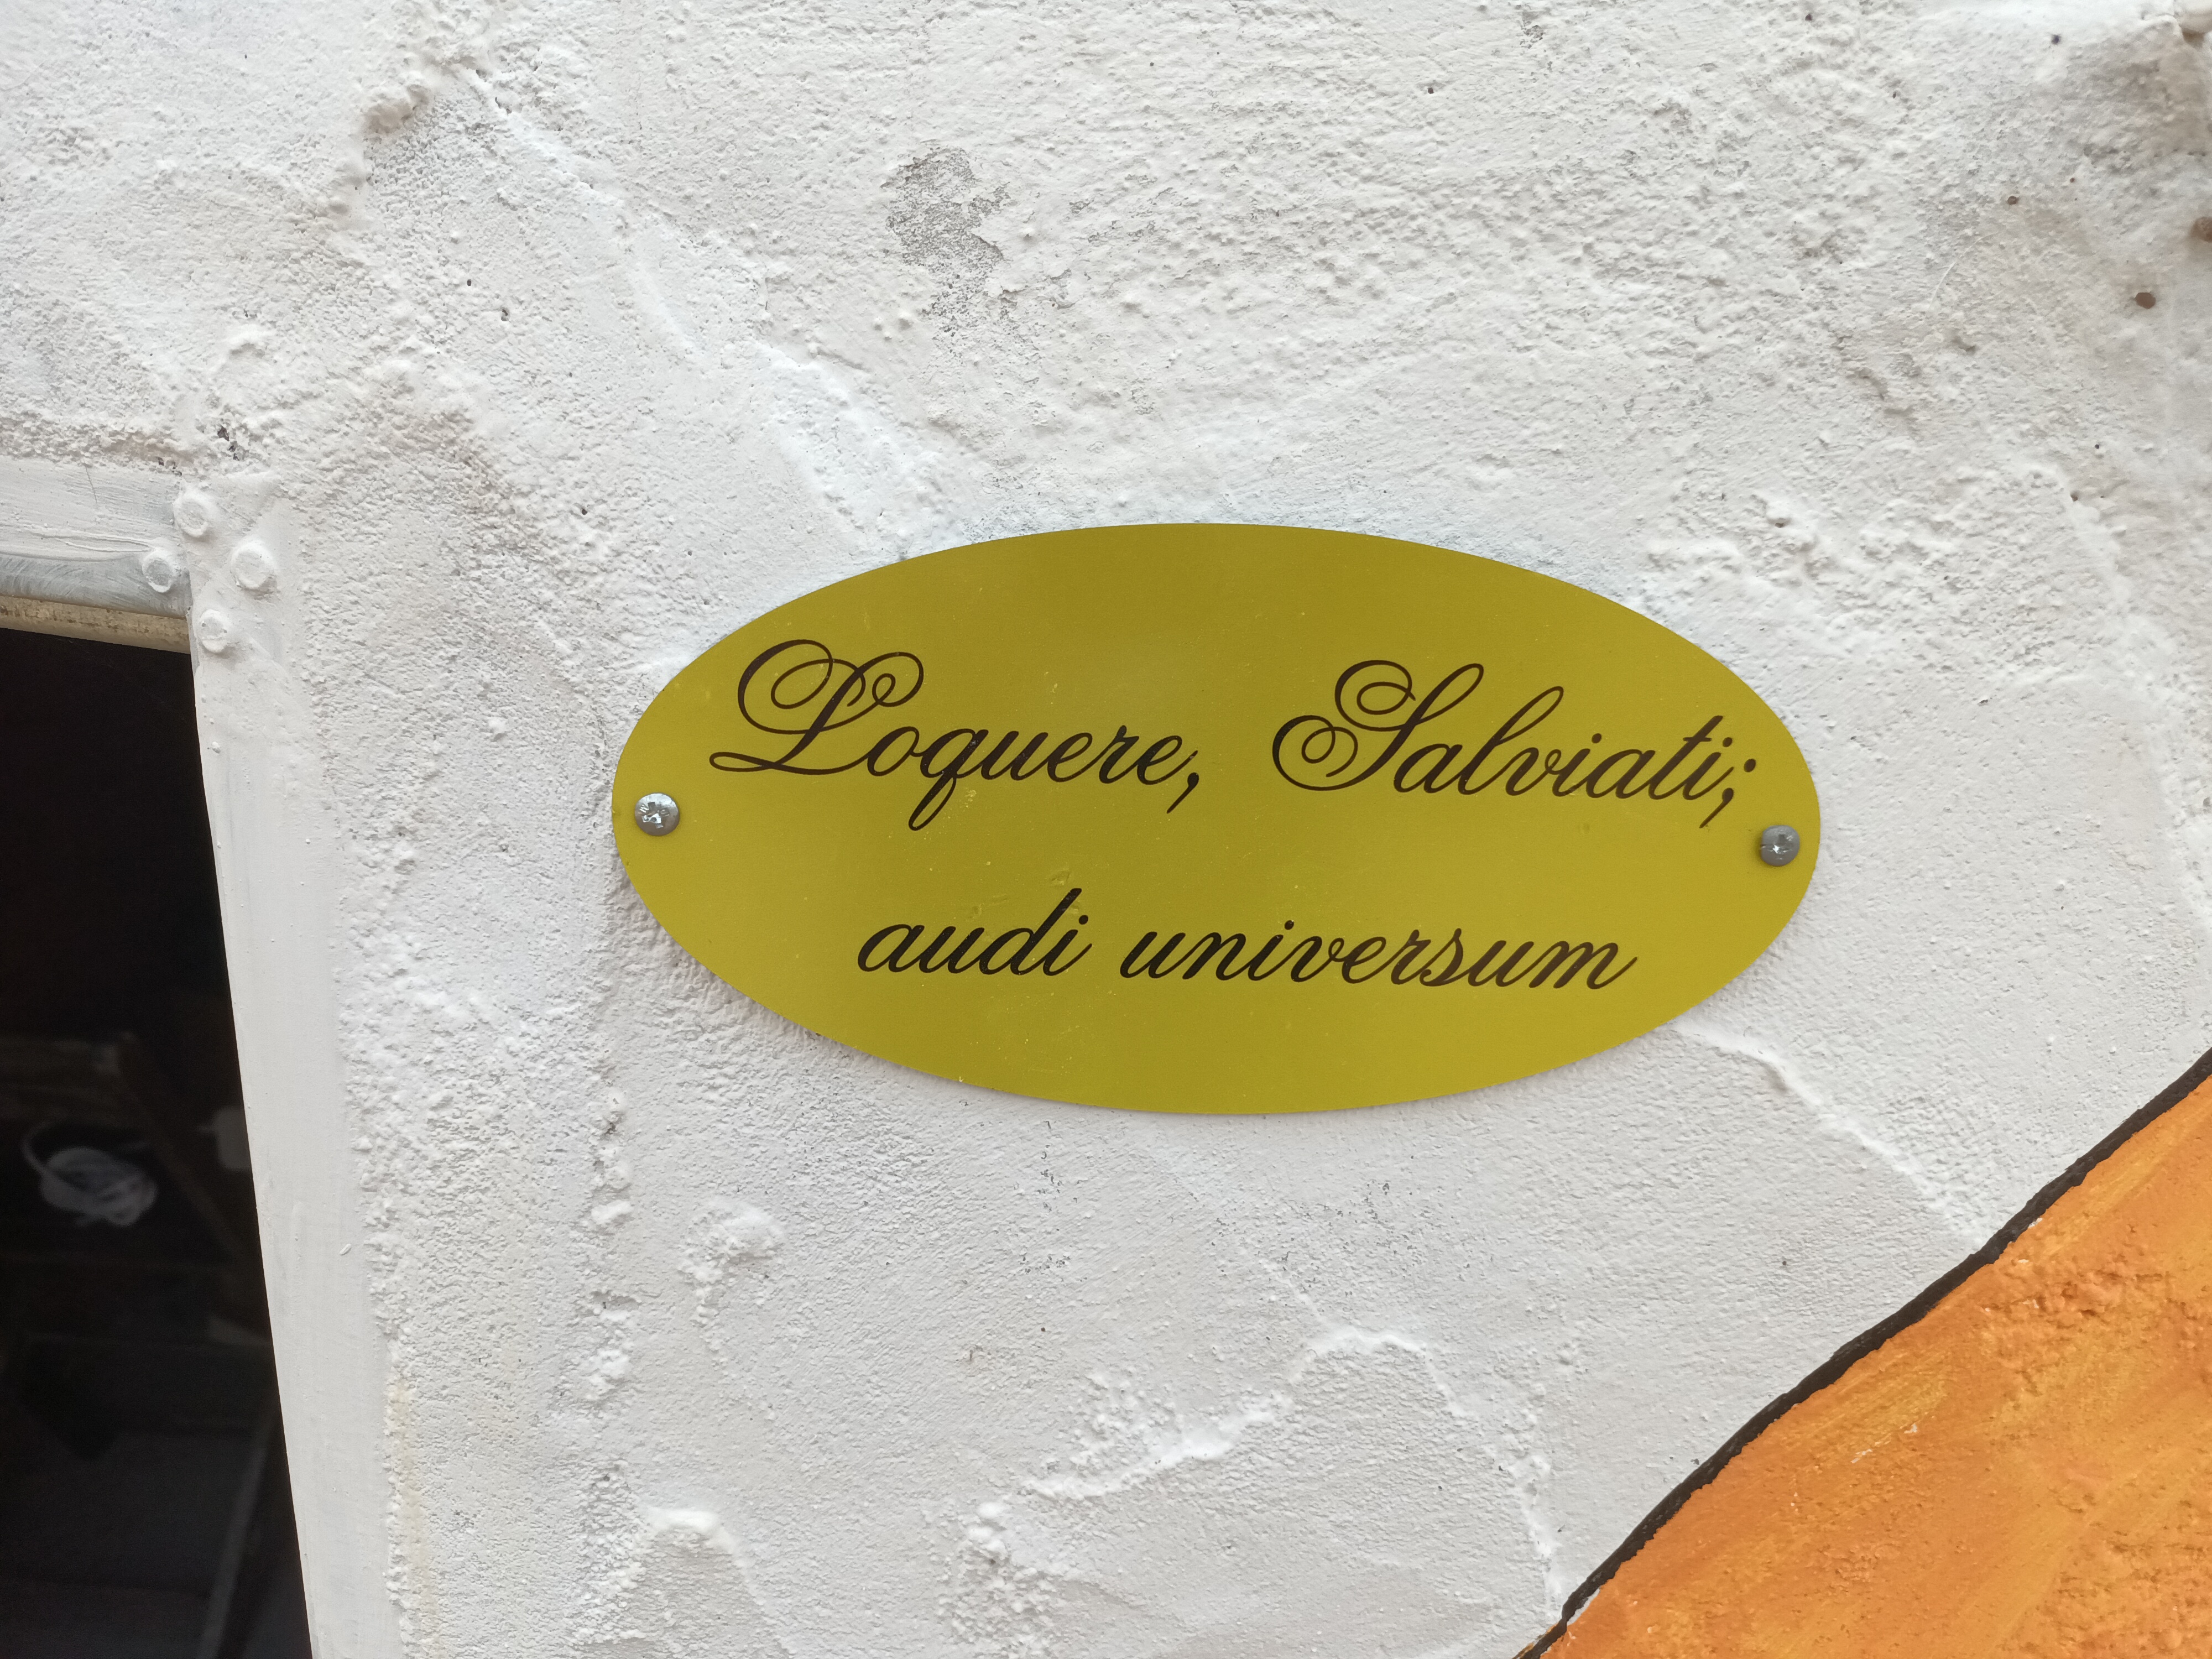 Loquere, Salviati;
audi universum